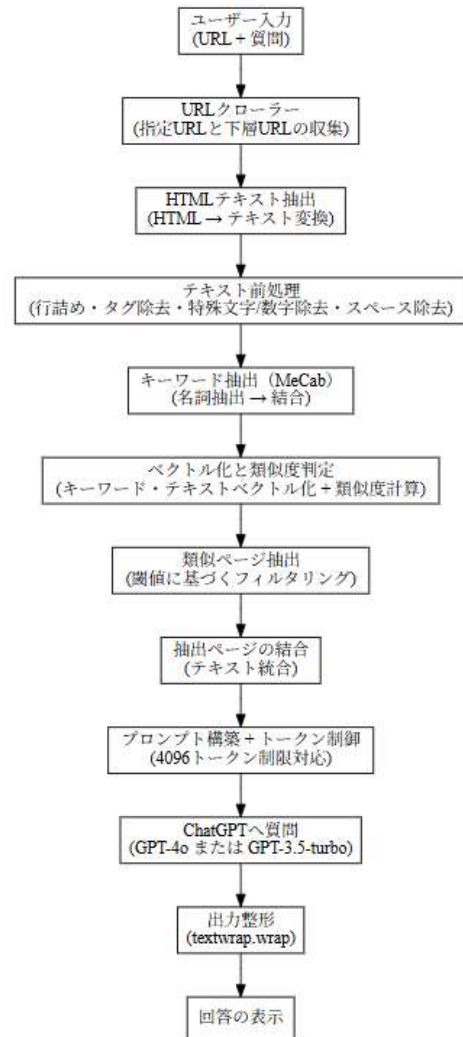 ユーザー入力
(URL + 質問)
URLクローラー
(指定URLと下層URLの収集)
HTMLテキスト抽出
(HTML → テキスト変換)
テキスト前処理
(行詰め・タグ除去・特殊文字/数字除去・スペース除去)
キーワード抽出（MeCab）
(名詞抽出 → 結合)
ベクトル化と類似度判定
(キーワード・テキストベクトル化 + 類似度計算)
類似ページ抽出
(閾値に基づくフィルタリング)
抽出ページの結合
(テキスト統合)
プロンプト構築 + トークン制御
(4096トークン制限対応)
ChatGPTへ質問
(GPT-4o または GPT-3.5-turbo)
出力整形
(textwrap.wrap)
回答の表示